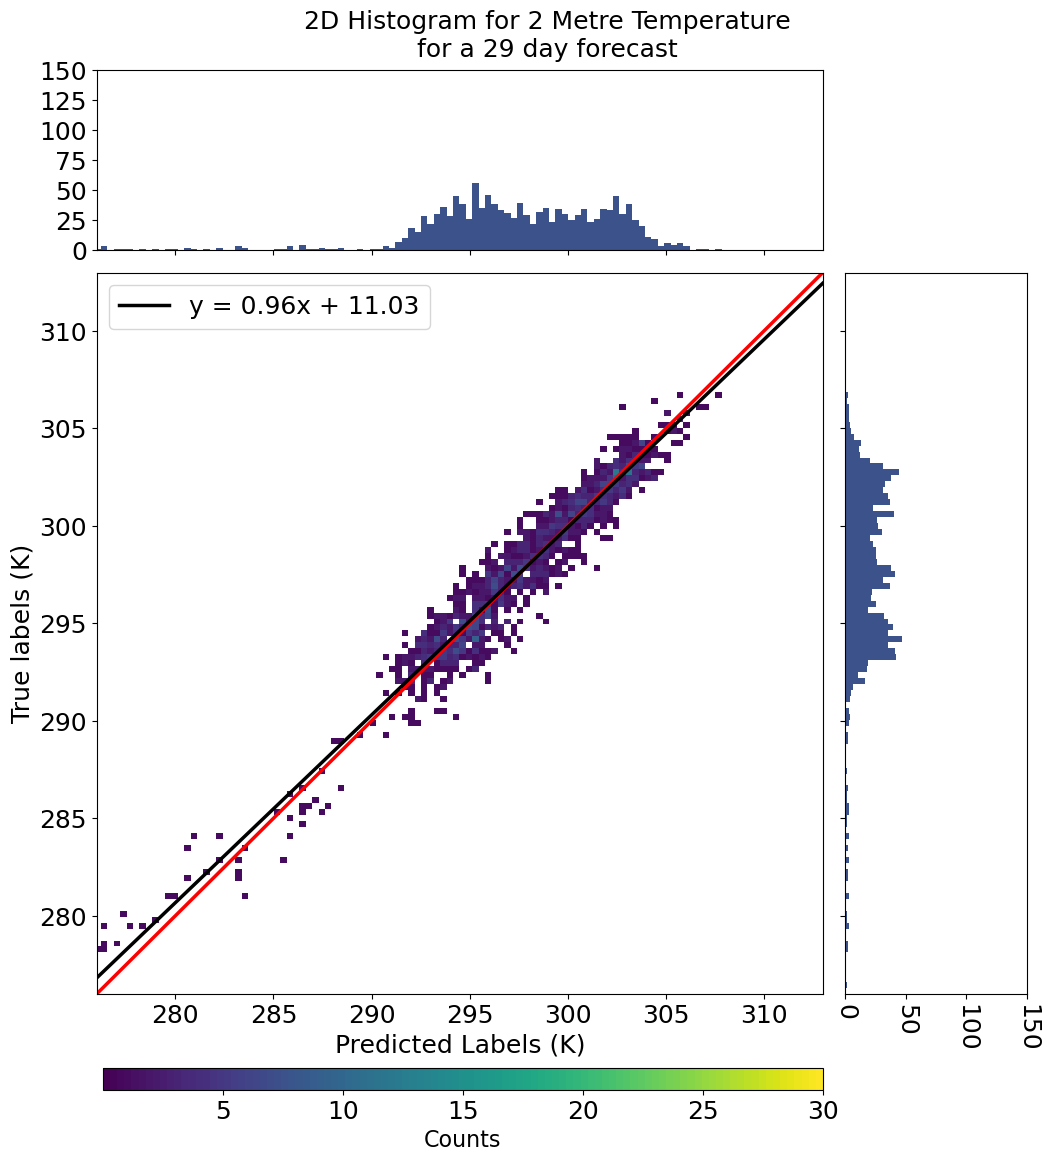 2D Histogram for 2 Metre Temperature
for a 29 day forecast
150
125
100
75
50
25
0
y = 0.96x + 11.03
310
305
300
295
290
285
280
True labels (K)
280 285 290 295 300 305 310
Predicted Labels (K)
0 50 100 150
5 10 15 20 25 30
Counts